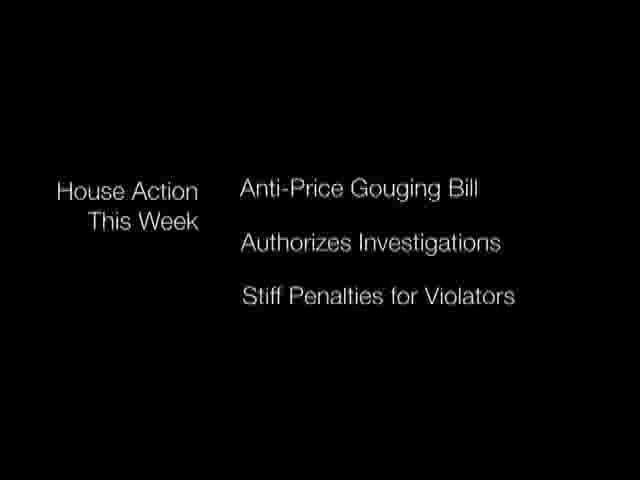 House Action
This Week
Anti-Price Gouging Bill
Authorizes Investigations
Stiff Penalties for Violators